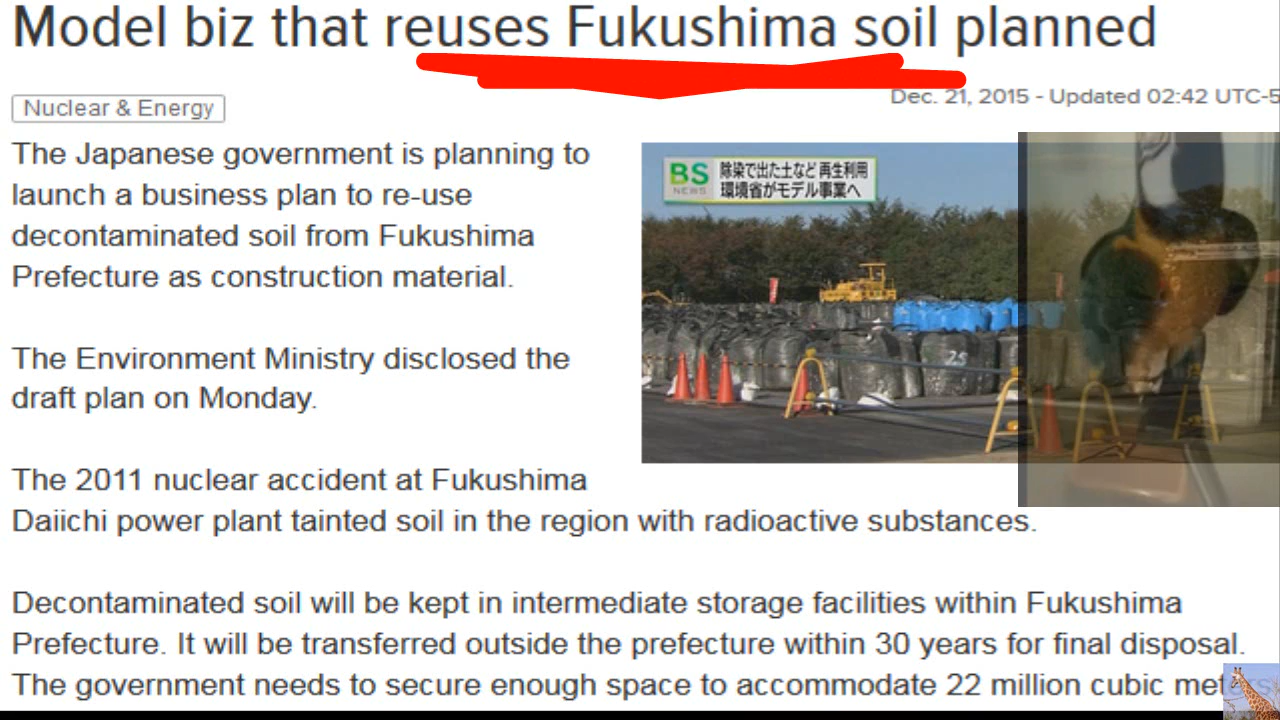 Model biz that reuses Fukushima soil planned
Nuclear & Energy
Dec. 21, 2015 - Updated 02:42 UTC-5
The Japanese government is planning to
launch a business plan to re-use
decontaminated soil from Fukushima
Prefecture as construction material.
BS
NEWS
除染で出た土など 再生利用
環境省がモデル事業へ
25
The Environment Ministry disclosed the
draft plan on Monday.
The 2011 nuclear accident at Fukushima
Daiichi power plant tainted soil in the region with radioactive substances.
Decontaminated soil will be kept in intermediate storage facilities within Fukushima
Prefecture. It will be transferred outside the prefecture within 30 years for final disposal.
The government needs to secure enough space to accommodate 22 million cubic meters